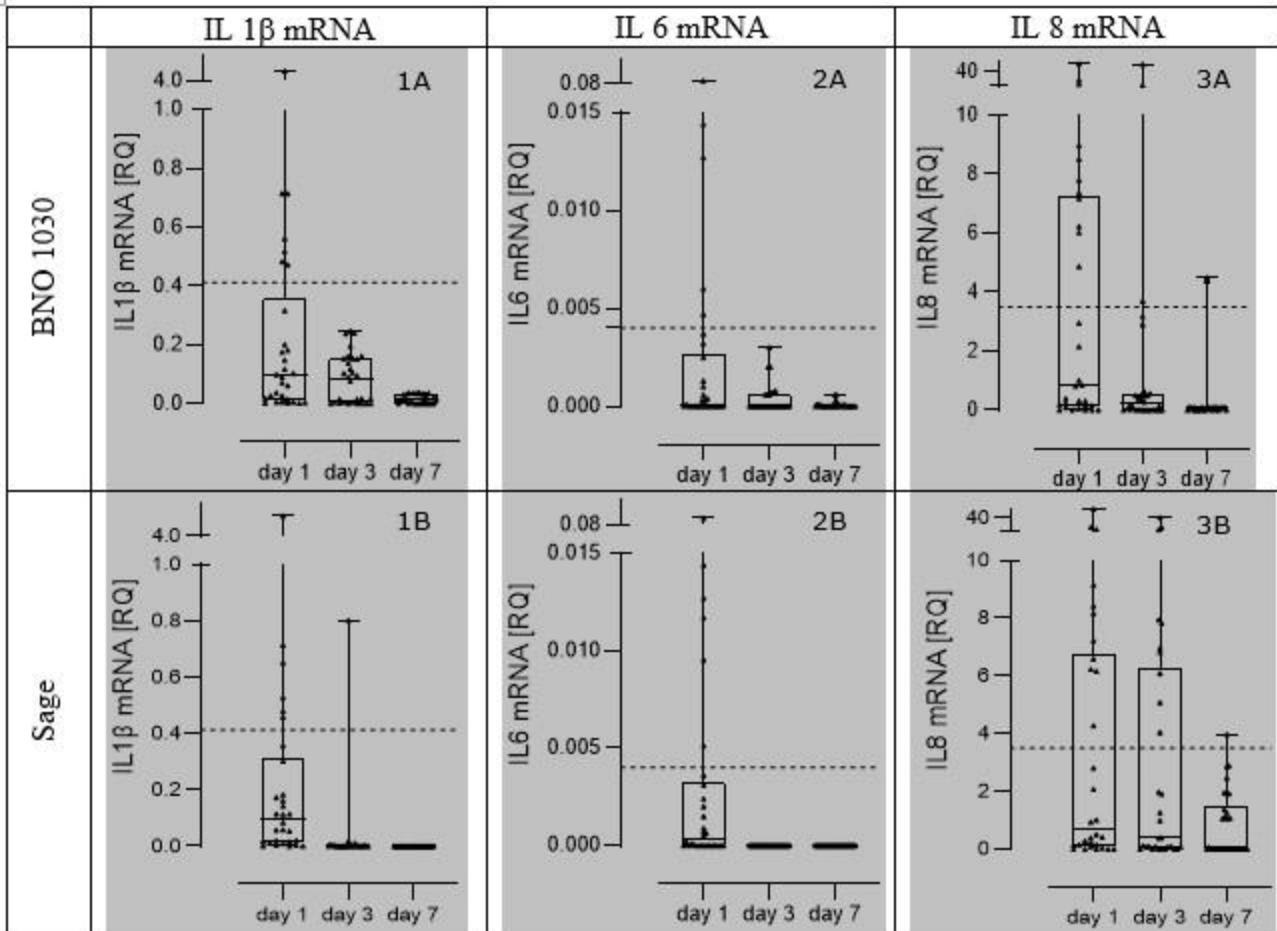 IL 1β mRNA
IL 6 mRNA
IL 8 mRNA
BNO 1030
IL1β mRNA [RQ]
1A
4.0
1.0
0.8
0.6
0.4
0.2
0.0
day 1 day 3 day 7
IL6 mRNA [RQ]
2A
0.08
0.015
0.010
0.005
0.000
day 1 day 3 day 7
IL8 mRNA [RQ]
3A
40
10
8
6
4
2
0
day 1 day 3 day 7
Sage
IL1β mRNA [RQ]
1B
4.0
1.0
0.8
0.6
0.4
0.2
0.0
day 1 day 3 day 7
IL6 mRNA [RQ]
2B
0.08
0.015
0.010
0.005
0.000
day 1 day 3 day 7
IL8 mRNA [RQ]
3B
40
10
8
6
4
2
0
day 1 day 3 day 7